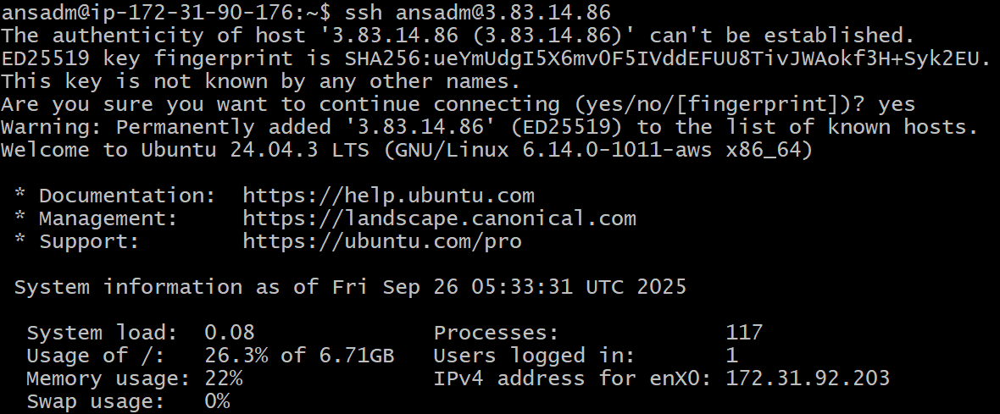 ansadm@ip-172-31-90-176:~$ ssh ansadm@3.83.14.86
The authenticity of host '3.83.14.86 (3.83.14.86)' can't be established.
ED25519 key fingerprint is SHA256:ueYmUdgI5X6mv0F5IVddEFUU8TivJWAokf3H+Syk2EU.
This key is not known by any other names.
Are you sure you want to continue connecting (yes/no/[fingerprint])? yes
Warning: Permanently added '3.83.14.86' (ED25519) to the list of known hosts.
Welcome to Ubuntu 24.04.3 LTS (GNU/Linux 6.14.0-1011-aws x86_64)

 * Documentation:  https://help.ubuntu.com
 * Management:     https://landscape.canonical.com
 * Support:        https://ubuntu.com/pro

 System information as of Fri Sep 26 05:33:31 UTC 2025

  System load:  0.08              Processes:             117
  Usage of /:   26.3% of 6.71GB   Users logged in:       1
  Memory usage: 22%               IPv4 address for enX0: 172.31.92.203
  Swap usage:   0%